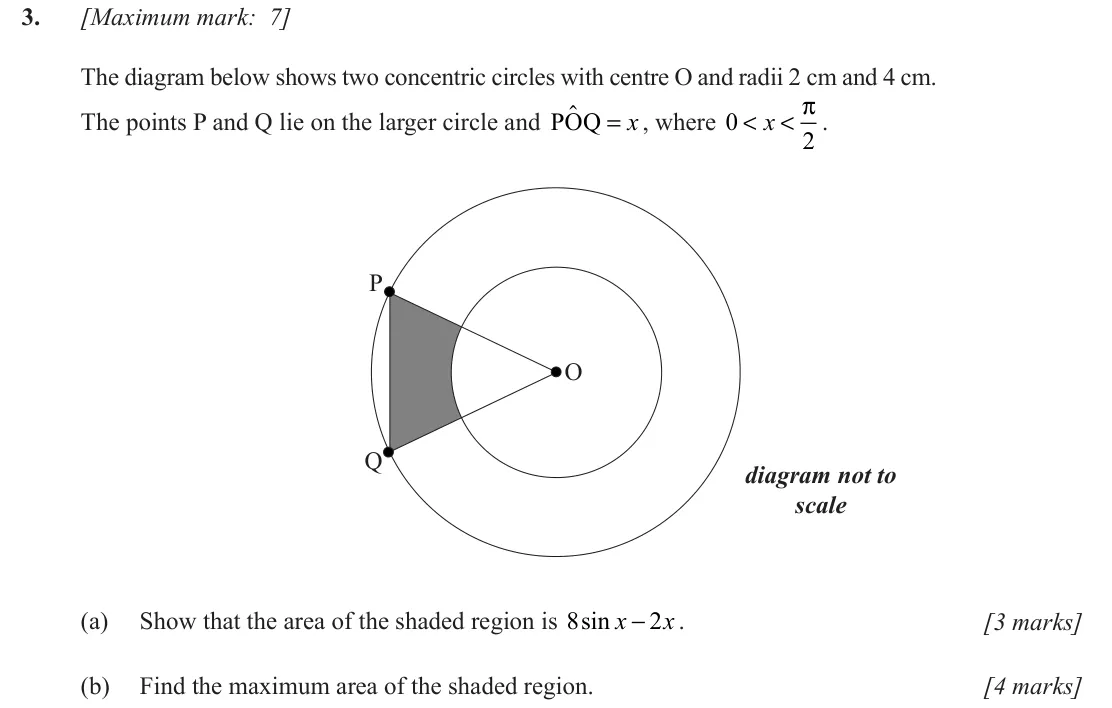 3. [Maximum mark: 7]
The diagram below shows two concentric circles with centre O and radii 2 cm and 4 cm.
The points P and Q lie on the larger circle and PÔQ = x, where 0 < x < π/2.
P
O
Q
diagram not to
scale
(a) Show that the area of the shaded region is 8 sin x − 2x. [3 marks]
(b) Find the maximum area of the shaded region. [4 marks]